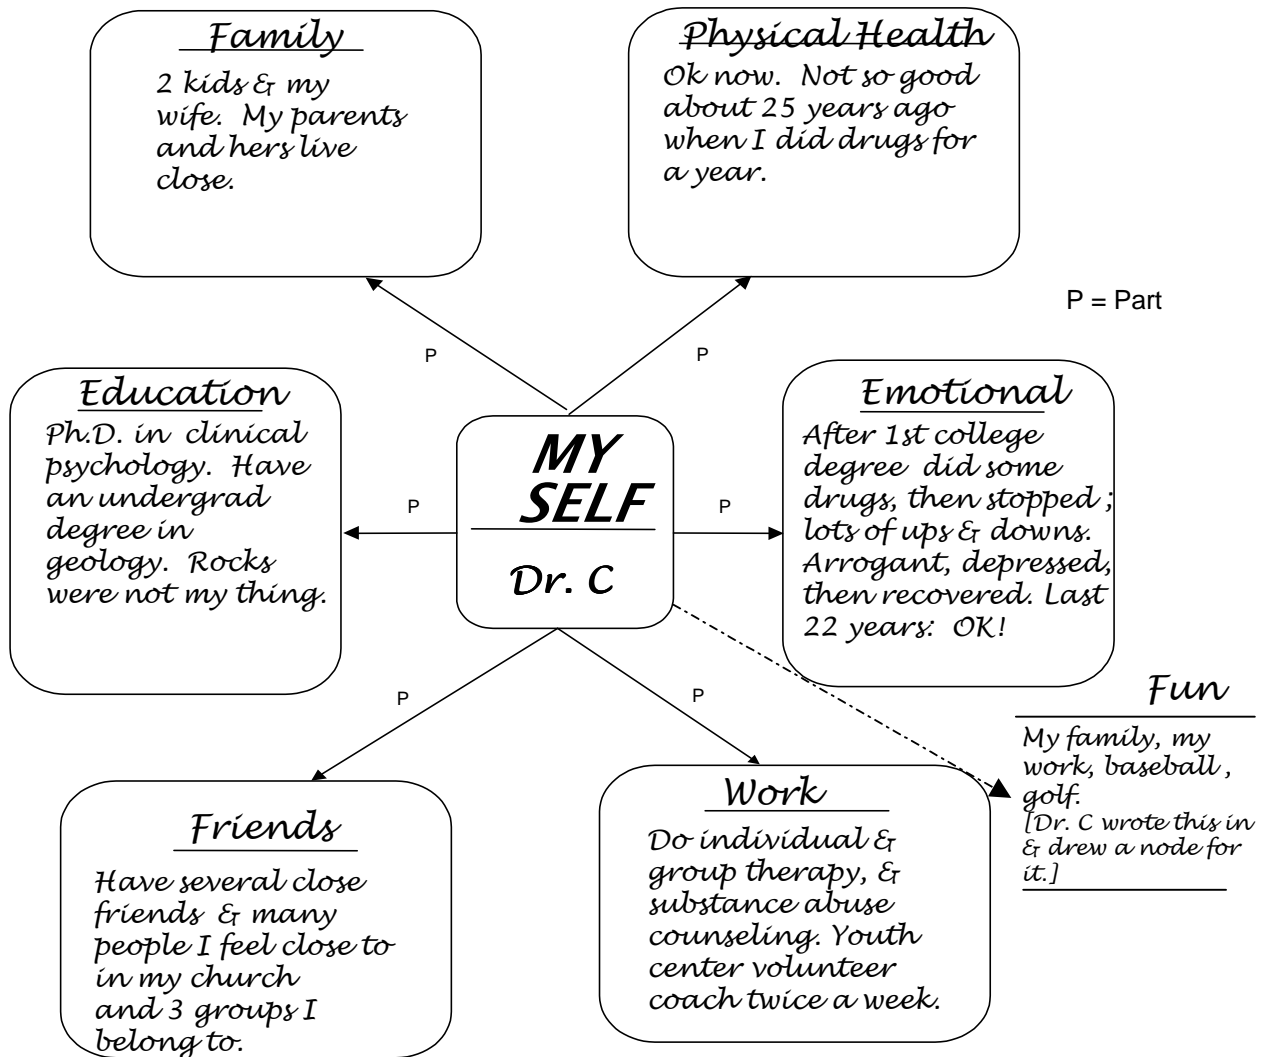 Family
2 kids & my
wife.  My parents
and hers live
close.
Physical Health
Ok now.  Not so good
about 25 years ago
when I did drugs for
a year.
P = Part
P
P
Education
Ph.D. in  clinical
psychology.  Have
an undergrad
degree in
geology.  Rocks
were not my thing.
P
MY
SELF
Dr. C
P
Emotional
After 1st college
degree  did some
drugs, then stopped ;
lots of ups & downs.
Arrogant, depressed,
then recovered. Last
22 years:  OK!
P
P
Fun
My family, my
work, baseball ,
golf.
[Dr. C wrote this in
& drew a node for
it.]
Friends
Have several close
friends  & many
people I feel close to
in my church
and 3 groups I
belong to.
Work
Do individual &
group therapy, &
substance abuse
counseling. Youth
center volunteer
coach twice a week.